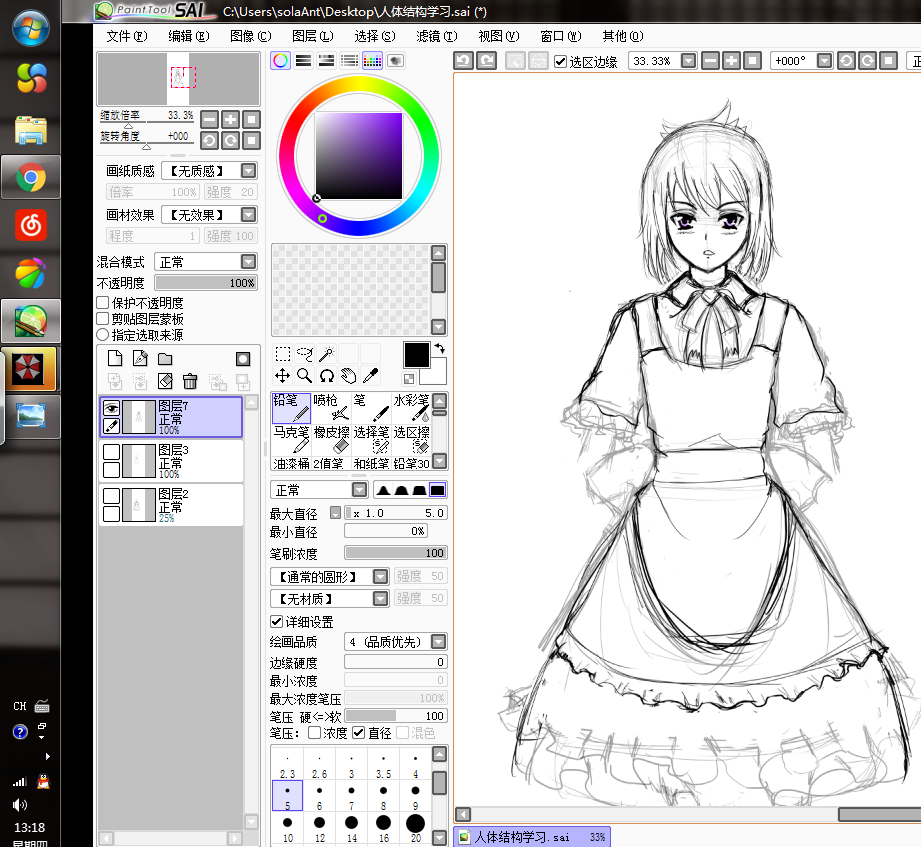 PaintTool SAI C:\Users\solaAnt\Desktop\人体结构学习.sai (*)
文件(F) 编辑(E) 图像(C) 图层(L) 选择(S) 滤镜(T) 视图(V) 窗口(W) 其他(O)
选区边缘 33.33% +000° 正
缩放倍率 33.3%
旋转角度 +000
画纸质感 【无质感】
倍率 100% 强度 20
画材效果 【无效果】
程度 1 强度 100
混合模式 正常
不透明度 100%
保护不透明度
剪贴图层蒙板
指定选取来源
图层7
正常
100%
图层3
正常
100%
图层2
正常
25%
铅笔 喷枪 笔 水彩笔
马克笔 橡皮擦 选择笔 选区擦
油漆桶 2值笔 和纸笔 铅笔30
正常
最大直径 x 1.0 5.0
最小直径 0%
笔刷浓度 100
【通常的圆形】 强度 50
【无材质】 强度 50
详细设置
绘画品质 4 (品质优先)
边缘硬度 0
最小浓度 0
最大浓度笔压 100%
笔压 硬<=>软 100
笔压: 浓度 直径 混色
2.3 2.6 3 3.5 4
5 6 7 8 9
10 12 14 16 20
人体结构学习.sai 33%
CH
13:18
星期四